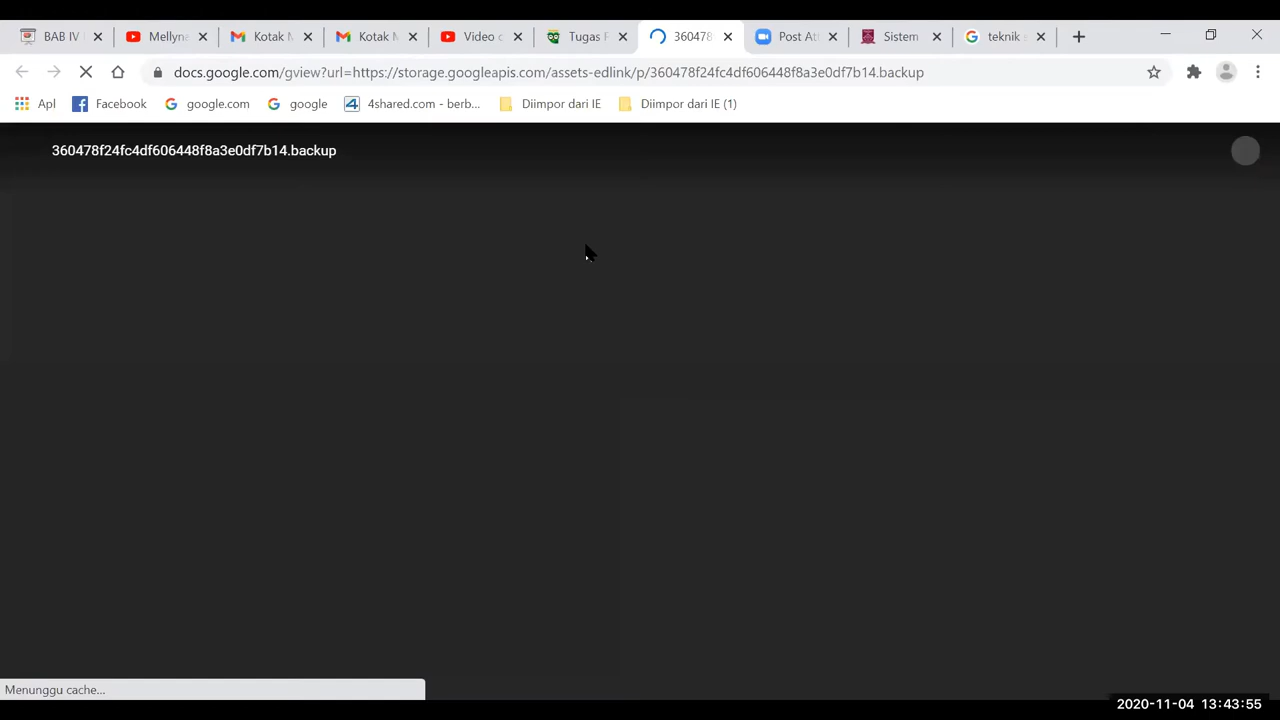 BAB IV
Mellyn
Kotak
Kotak
Video
Tugas
360478
Post At
Sistem
teknik
docs.google.com/gview?url=https://storage.googleapis.com/assets-edlink/p/360478f24fc4df606448f8a3e0df7b14.backup
Apl Facebook google.com google 4shared.com - berb... Diimpor dari IE Diimpor dari IE (1)
360478f24fc4df606448f8a3e0df7b14.backup
Menunggu cache...
2020-11-04 13:43:55